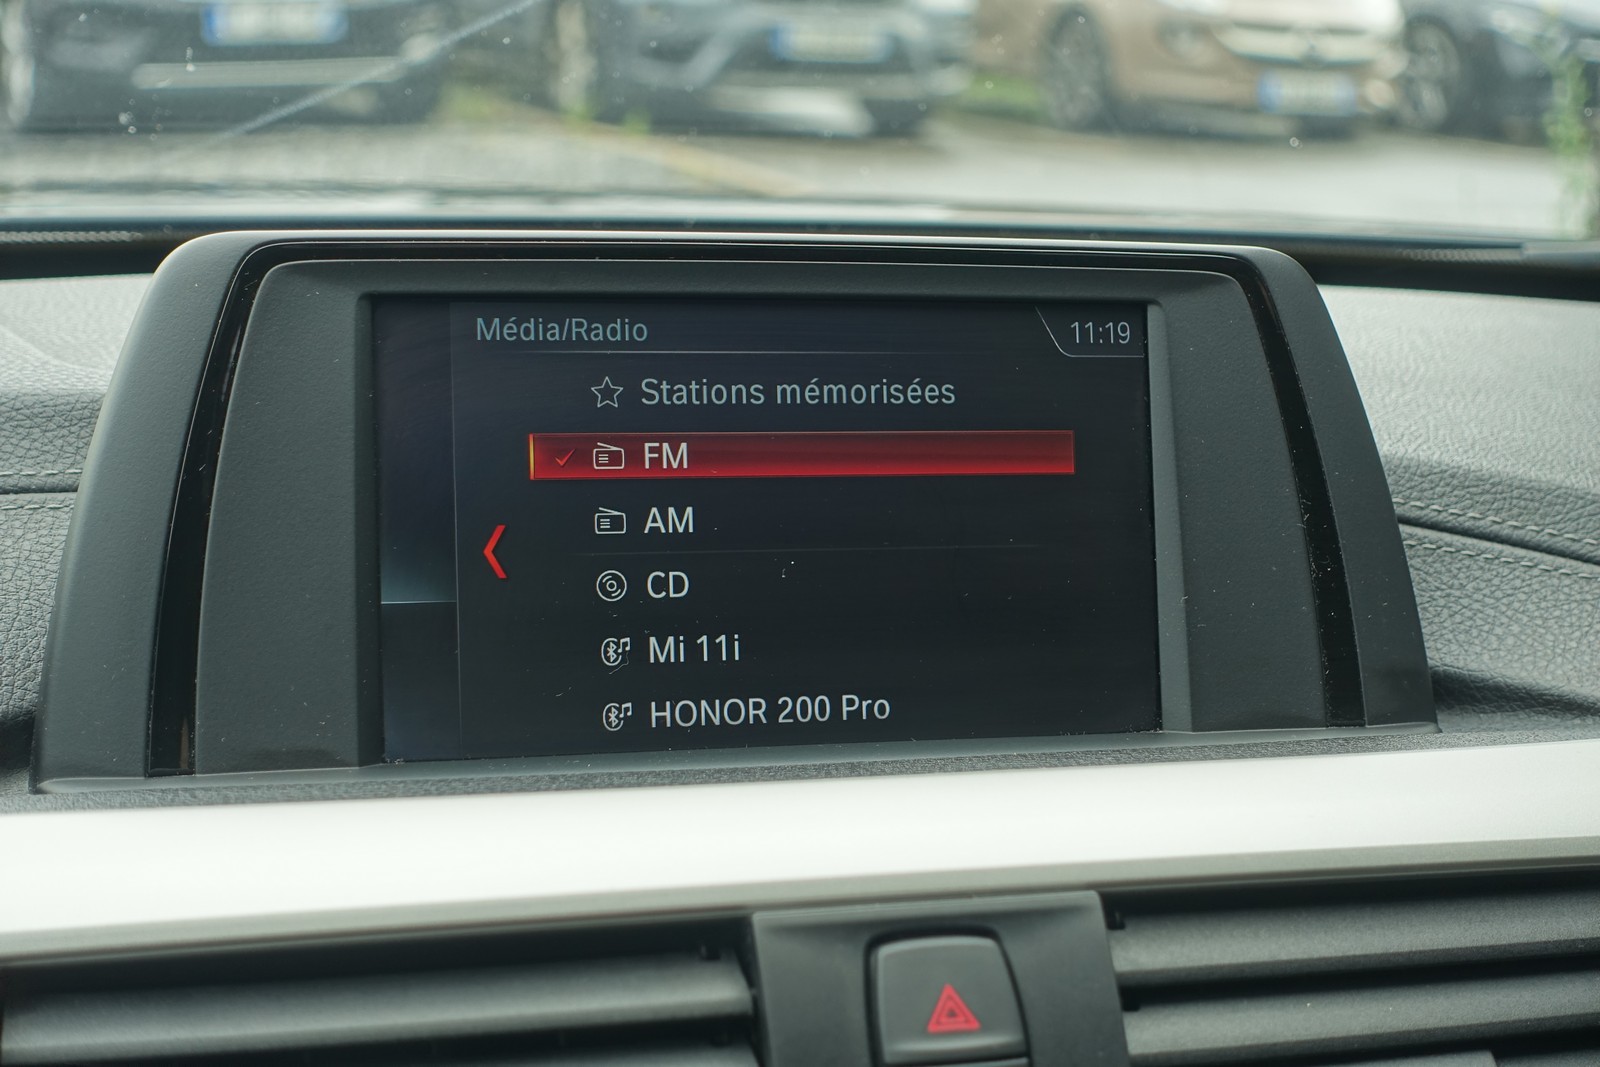 Média/Radio
11:19
Stations mémorisées
FM
AM
CD
Mi 11i
HONOR 200 Pro